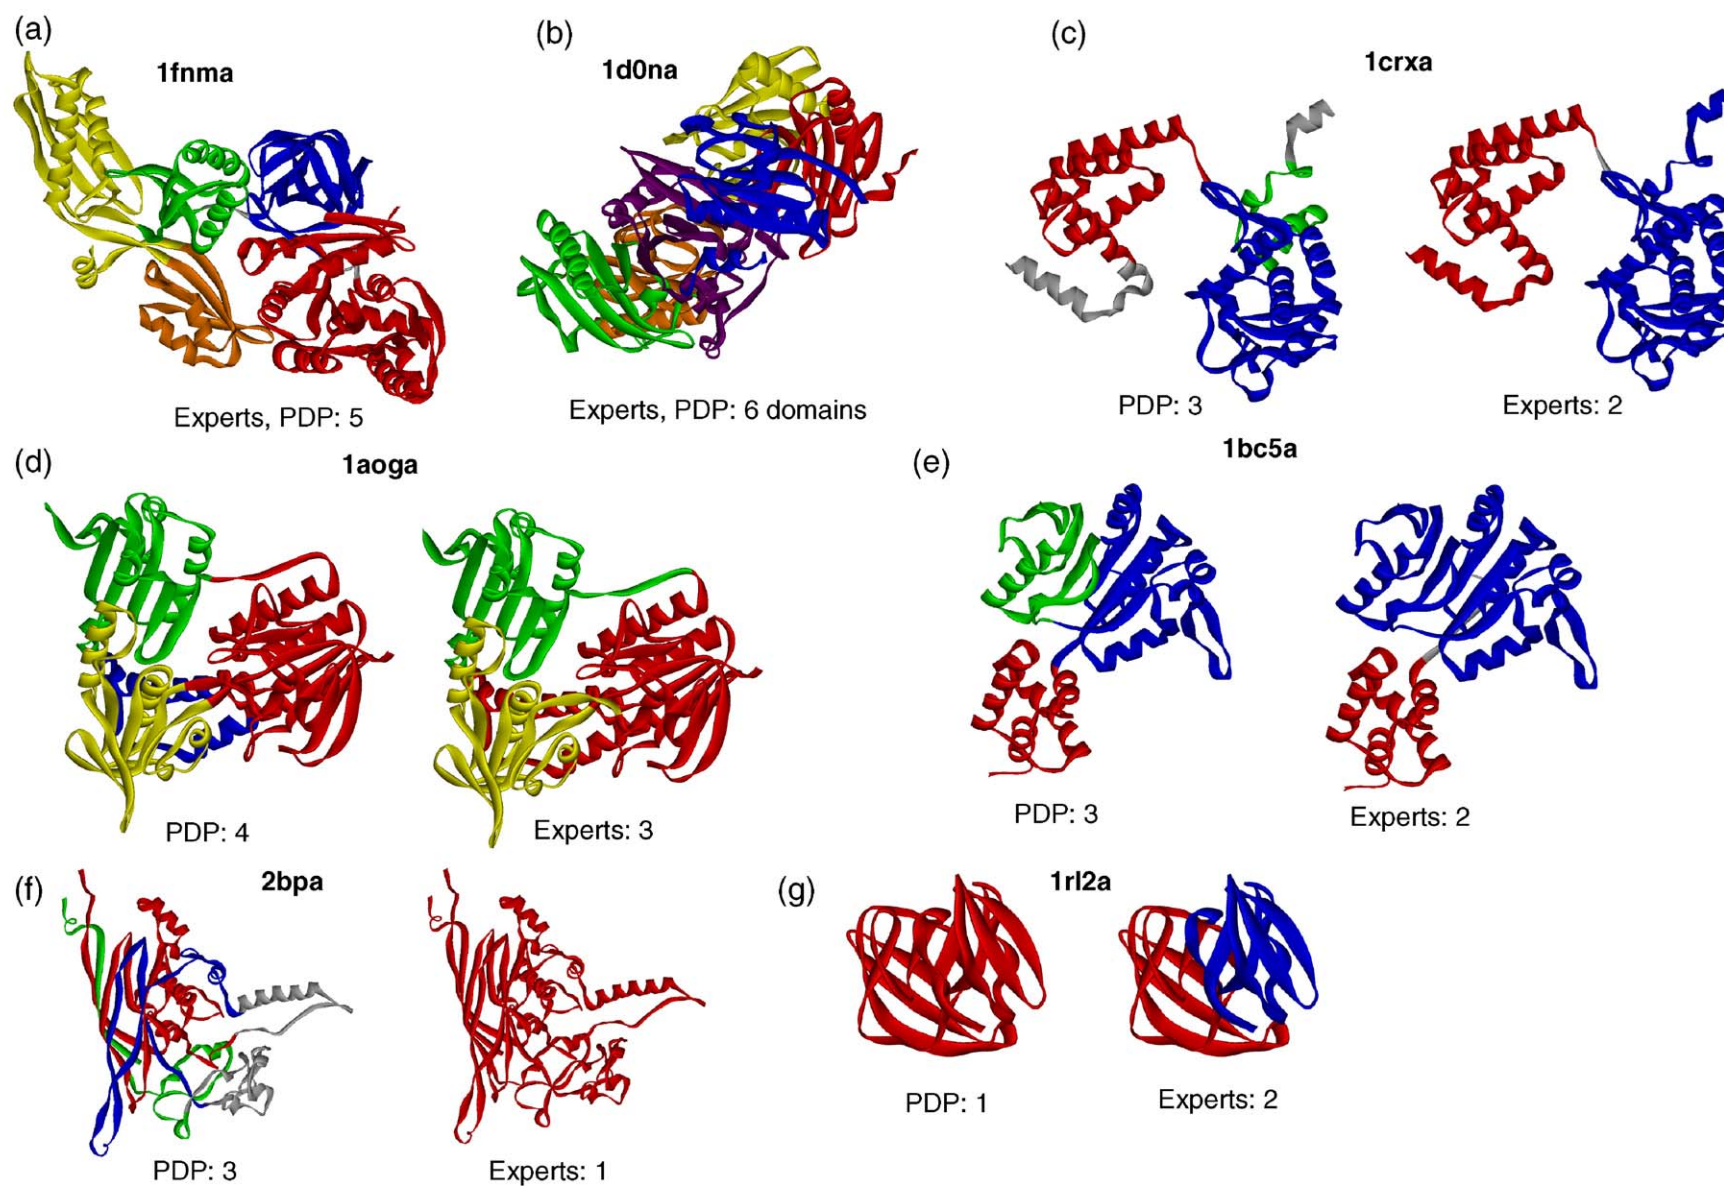 (a)
1fnma
Experts, PDP: 5
(b)
1d0na
Experts, PDP: 6 domains
(c)
1crxa
PDP: 3
Experts: 2
(d)
1aoga
PDP: 4
Experts: 3
(e)
1bc5a
PDP: 3
Experts: 2
(f)
2bpa
PDP: 3
Experts: 1
(g)
1rl2a
PDP: 1
Experts: 2